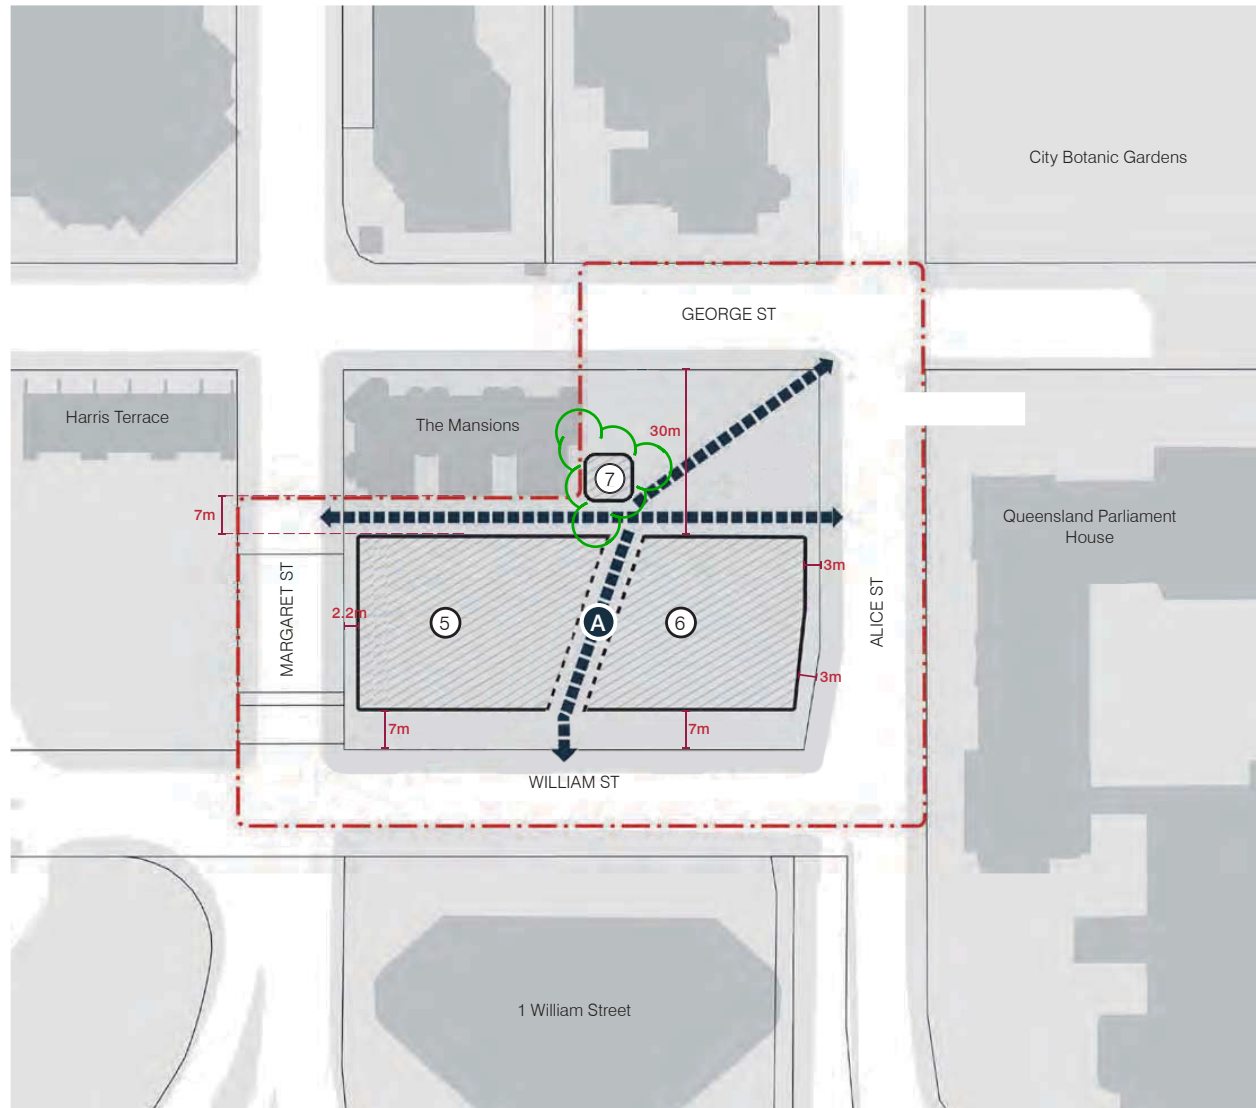 City Botanic Gardens
GEORGE ST
Harris Terrace
The Mansions
30m
7
7m
Queensland Parliament
House
3m
MARGARET ST
2.2m
5
A
6
ALICE ST
3m
7m
7m
WILLIAM ST
1 William Street